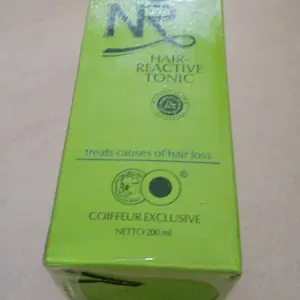 NR
HAIR-
REACTIVE
TONIC
treats causes of hair loss
®
COIFFEUR EXCLUSIVE
NETTO 200 ml